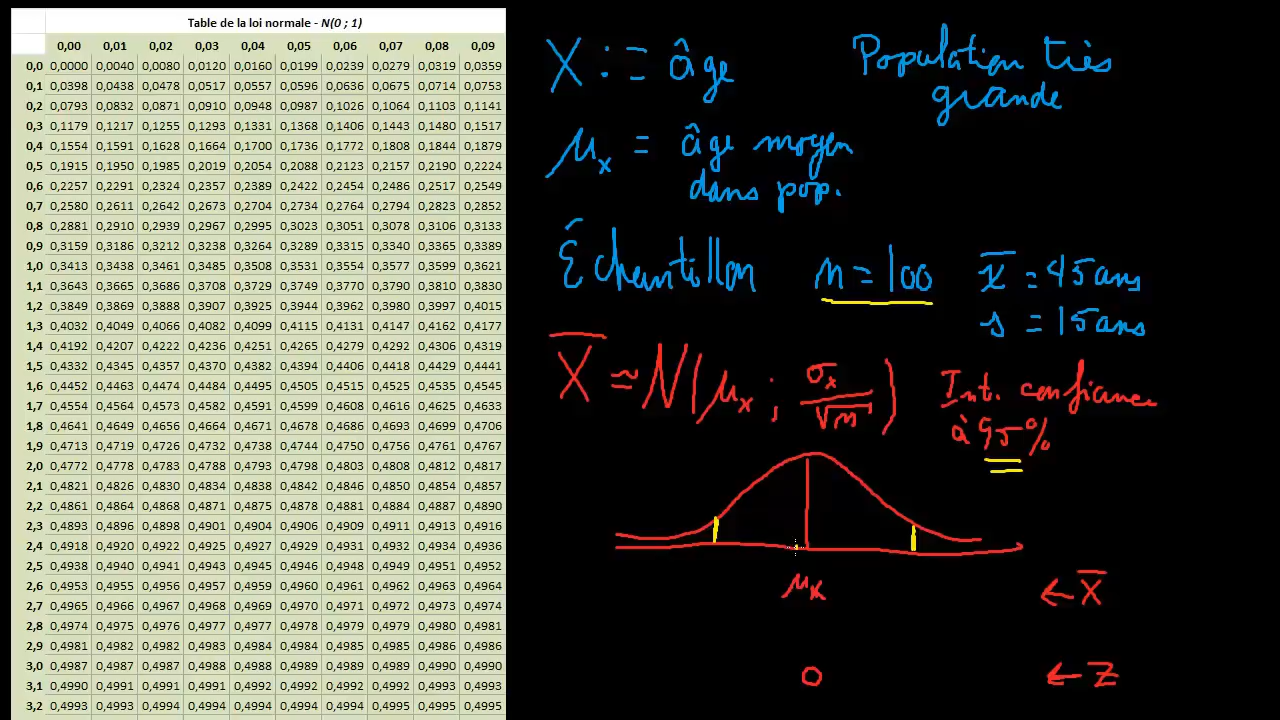 Table de la loi normale - N(0 ; 1)
0,00 0,01 0,02 0,03 0,04 0,05 0,06 0,07 0,08 0,09
0,0 0,0000 0,0040 0,0080 0,0120 0,0160 0,0199 0,0239 0,0279 0,0319 0,0359
0,1 0,0398 0,0438 0,0478 0,0517 0,0557 0,0596 0,0636 0,0675 0,0714 0,0753
0,2 0,0793 0,0832 0,0871 0,0910 0,0948 0,0987 0,1026 0,1064 0,1103 0,1141
0,3 0,1179 0,1217 0,1255 0,1293 0,1331 0,1368 0,1406 0,1443 0,1480 0,1517
0,4 0,1554 0,1591 0,1628 0,1664 0,1700 0,1736 0,1772 0,1808 0,1844 0,1879
0,5 0,1915 0,1950 0,1985 0,2019 0,2054 0,2088 0,2123 0,2157 0,2190 0,2224
0,6 0,2257 0,2291 0,2324 0,2357 0,2389 0,2422 0,2454 0,2486 0,2517 0,2549
0,7 0,2580 0,2611 0,2642 0,2673 0,2704 0,2734 0,2764 0,2794 0,2823 0,2852
0,8 0,2881 0,2910 0,2939 0,2967 0,2995 0,3023 0,3051 0,3078 0,3106 0,3133
0,9 0,3159 0,3186 0,3212 0,3238 0,3264 0,3289 0,3315 0,3340 0,3365 0,3389
1,0 0,3413 0,3438 0,3461 0,3485 0,3508 0,3531 0,3554 0,3577 0,3599 0,3621
1,1 0,3643 0,3665 0,3686 0,3708 0,3729 0,3749 0,3770 0,3790 0,3810 0,3830
1,2 0,3849 0,3869 0,3888 0,3907 0,3925 0,3944 0,3962 0,3980 0,3997 0,4015
1,3 0,4032 0,4049 0,4066 0,4082 0,4099 0,4115 0,4131 0,4147 0,4162 0,4177
1,4 0,4192 0,4207 0,4222 0,4236 0,4251 0,4265 0,4279 0,4292 0,4306 0,4319
1,5 0,4332 0,4345 0,4357 0,4370 0,4382 0,4394 0,4406 0,4418 0,4429 0,4441
1,6 0,4452 0,4463 0,4474 0,4484 0,4495 0,4505 0,4515 0,4525 0,4535 0,4545
1,7 0,4554 0,4564 0,4573 0,4582 0,4591 0,4599 0,4608 0,4616 0,4625 0,4633
1,8 0,4641 0,4649 0,4656 0,4664 0,4671 0,4678 0,4686 0,4693 0,4699 0,4706
1,9 0,4713 0,4719 0,4726 0,4732 0,4738 0,4744 0,4750 0,4756 0,4761 0,4767
2,0 0,4772 0,4778 0,4783 0,4788 0,4793 0,4798 0,4803 0,4808 0,4812 0,4817
2,1 0,4821 0,4826 0,4830 0,4834 0,4838 0,4842 0,4846 0,4850 0,4854 0,4857
2,2 0,4861 0,4864 0,4868 0,4871 0,4875 0,4878 0,4881 0,4884 0,4887 0,4890
2,3 0,4893 0,4896 0,4898 0,4901 0,4904 0,4906 0,4909 0,4911 0,4913 0,4916
2,4 0,4918 0,4920 0,4922 0,4925 0,4927 0,4929 0,4931 0,4932 0,4934 0,4936
2,5 0,4938 0,4940 0,4941 0,4943 0,4945 0,4946 0,4948 0,4949 0,4951 0,4952
2,6 0,4953 0,4955 0,4956 0,4957 0,4959 0,4960 0,4961 0,4962 0,4963 0,4964
2,7 0,4965 0,4966 0,4967 0,4968 0,4969 0,4970 0,4971 0,4972 0,4973 0,4974
2,8 0,4974 0,4975 0,4976 0,4977 0,4977 0,4978 0,4979 0,4979 0,4980 0,4981
2,9 0,4981 0,4982 0,4982 0,4983 0,4984 0,4984 0,4985 0,4985 0,4986 0,4986
3,0 0,4987 0,4987 0,4987 0,4988 0,4988 0,4989 0,4989 0,4989 0,4990 0,4990
3,1 0,4990 0,4991 0,4991 0,4991 0,4992 0,4992 0,4992 0,4992 0,4993 0,4993
3,2 0,4993 0,4993 0,4994 0,4994 0,4994 0,4994 0,4994 0,4995 0,4995 0,4995
X := âge
Population très
grande
μx = âge moyen
dans pop.
Échantillon n = 100 x̄ = 45 ans
s = 15 ans
X̄ ≈ N(μx ; σx/√n)
Int. confiance
à 95%
μx ← X̄
0 ← Z